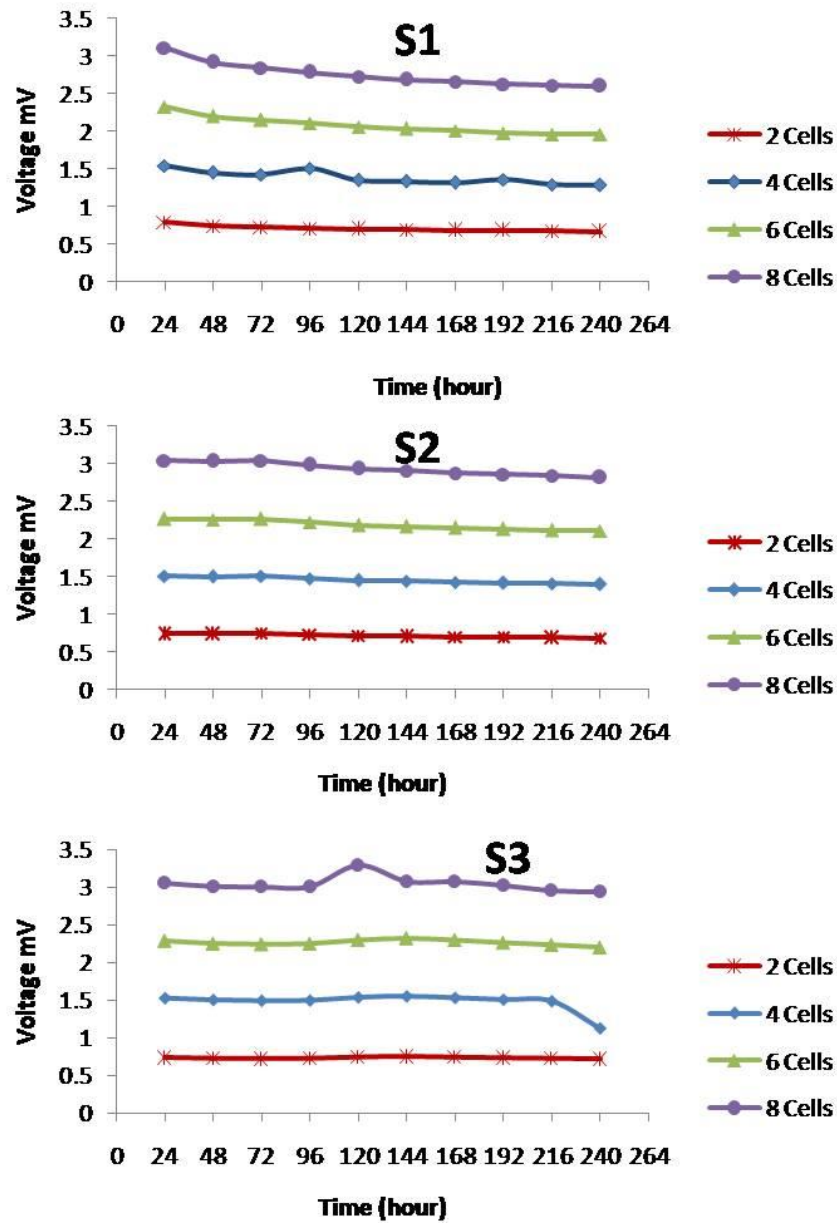 S1
Voltage mV
3.5
3
2.5
2
1.5
1
0.5
0
0 24 48 72 96 120 144 168 192 216 240 264
Time (hour)
2 Cells
4 Cells
6 Cells
8 Cells
S2
Voltage mV
3.5
3
2.5
2
1.5
1
0.5
0
0 24 48 72 96 120 144 168 192 216 240 264
Time (hour)
2 Cells
4 Cells
6 Cells
8 Cells
S3
Voltage mV
3.5
3
2.5
2
1.5
1
0.5
0
0 24 48 72 96 120 144 168 192 216 240 264
Time (hour)
2 Cells
4 Cells
6 Cells
8 Cells